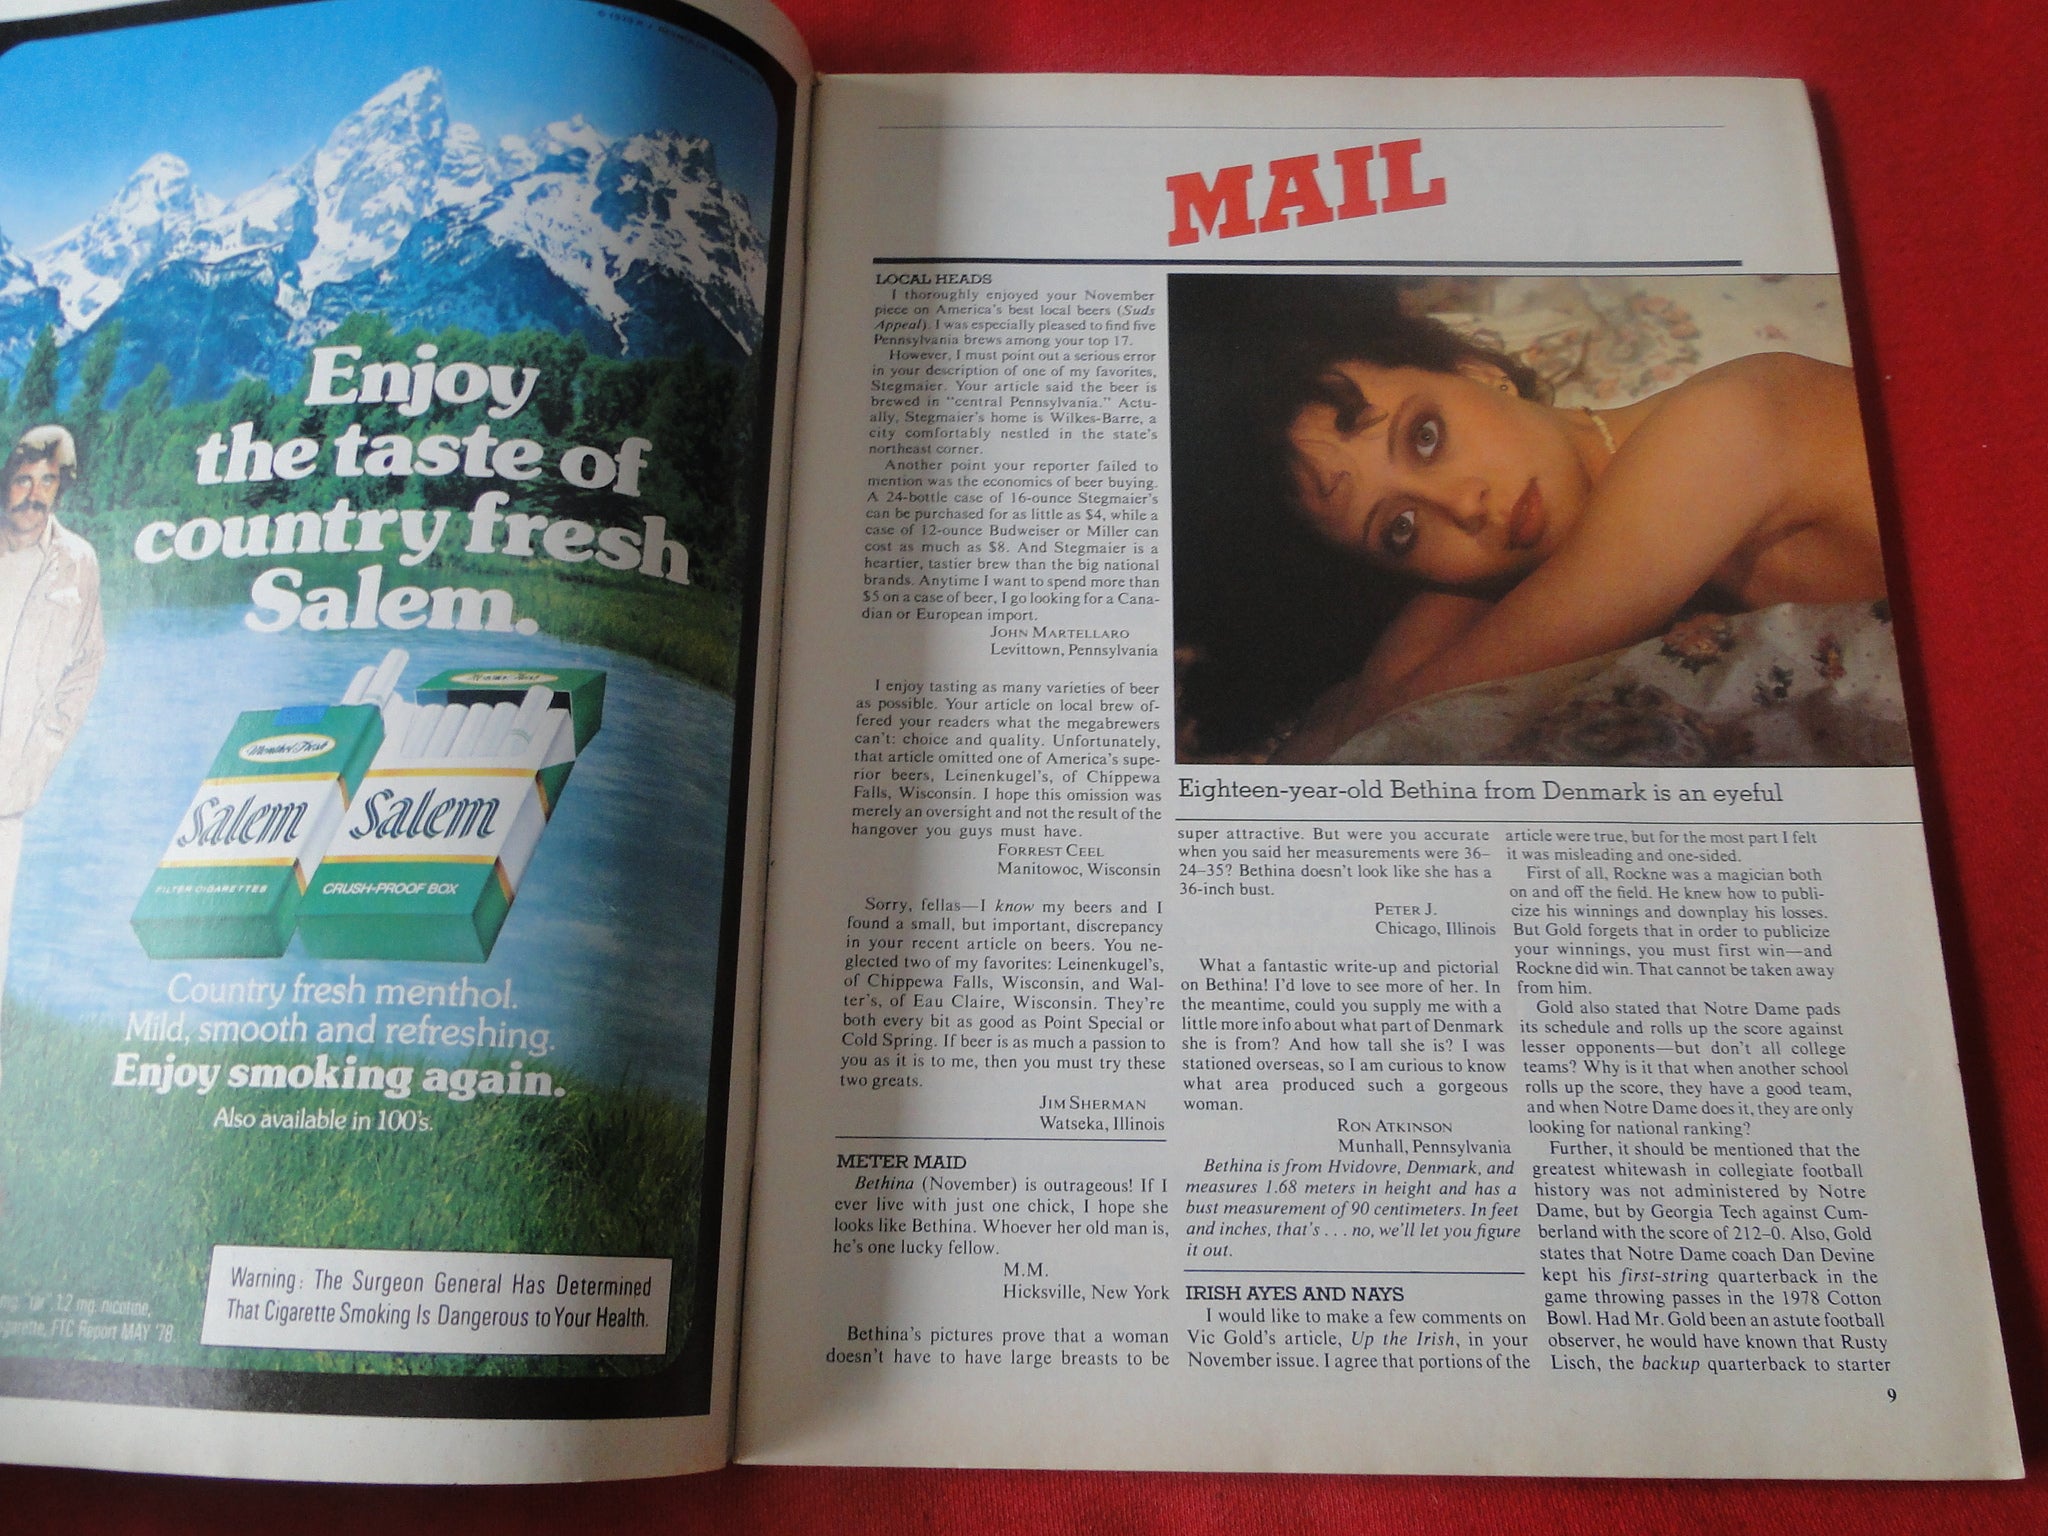 Enjoy
the taste of
country fresh
Salem.
Menthol Fresh
Menthol Fresh
Salem
Salem
FILTER CIGARETTES
CRUSH-PROOF BOX
Country fresh menthol.
Mild, smooth and refreshing.
Enjoy smoking again.
Also available in 100's.
Warning: The Surgeon General Has Determined
That Cigarette Smoking Is Dangerous to Your Health.
mg. "tar", 1.2 mg. nicotine,
FTC Report MAY '78.
MAIL
LOCAL HEADS
I thoroughly enjoyed your November
piece on America's best local beers (Suds
Appeal). I was especially pleased to find five
Pennsylvania brews among your top 17.
However, I must point out a serious error
in your description of one of my favorites,
Stegmaier. Your article said the beer is
brewed in "central Pennsylvania." Actu-
ally, Stegmaier's home is Wilkes-Barre, a
city comfortably nestled in the state's
northeast corner.
Another point your reporter failed to
mention was the economics of beer buying.
A 24-bottle case of 16-ounce Stegmaier's
can be purchased for as little as $4, while a
case of 12-ounce Budweiser or Miller can
cost as much as $8. And Stegmaier is a
heartier, tastier brew than the big national
brands. Anytime I want to spend more than
$5 on a case of beer, I go looking for a Cana-
dian or European import.
JOHN MARTELLARO
Levittown, Pennsylvania
I enjoy tasting as many varieties of beer
as possible. Your article on local brew of-
fered your readers what the megabrewers
can't: choice and quality. Unfortunately,
that article omitted one of America's supe-
rior beers, Leinenkugel's, of Chippewa
Falls, Wisconsin. I hope this omission was
merely an oversight and not the result of the
hangover you guys must have.
FORREST CEEL
Manitowoc, Wisconsin
Sorry, fellas—I know my beers and I
found a small, but important, discrepancy
in your recent article on beers. You ne-
glected two of my favorites: Leinenkugel's,
of Chippewa Falls, Wisconsin, and Wal-
ter's, of Eau Claire, Wisconsin. They're
both every bit as good as Point Special or
Cold Spring. If beer is as much a passion to
you as it is to me, then you must try these
two greats.
JIM SHERMAN
Watseka, Illinois
METER MAID
Bethina (November) is outrageous! If I
ever live with just one chick, I hope she
looks like Bethina. Whoever her old man is,
he's one lucky fellow.
M.M.
Hicksville, New York
Bethina's pictures prove that a woman
doesn't have to have large breasts to be
Eighteen-year-old Bethina from Denmark is an eyeful
super attractive. But were you accurate
when you said her measurements were 36–
24–35? Bethina doesn't look like she has a
36-inch bust.
PETER J.
Chicago, Illinois
What a fantastic write-up and pictorial
on Bethina! I'd love to see more of her. In
the meantime, could you supply me with a
little more info about what part of Denmark
she is from? And how tall she is? I was
stationed overseas, so I am curious to know
what area produced such a gorgeous
woman.
RON ATKINSON
Munhall, Pennsylvania
Bethina is from Hvidovre, Denmark, and
measures 1.68 meters in height and has a
bust measurement of 90 centimeters. In feet
and inches, that's . . . no, we'll let you figure
it out.
IRISH AYES AND NAYS
I would like to make a few comments on
Vic Gold's article, Up the Irish, in your
November issue. I agree that portions of the
article were true, but for the most part I felt
it was misleading and one-sided.
First of all, Rockne was a magician both
on and off the field. He knew how to publi-
cize his winnings and downplay his losses.
But Gold forgets that in order to publicize
your winnings, you must first win—and
Rockne did win. That cannot be taken away
from him.
Gold also stated that Notre Dame pads
its schedule and rolls up the score against
lesser opponents—but don't all college
teams? Why is it that when another school
rolls up the score, they have a good team,
and when Notre Dame does it, they are only
looking for national ranking?
Further, it should be mentioned that the
greatest whitewash in collegiate football
history was not administered by Notre
Dame, but by Georgia Tech against Cum-
berland with the score of 212–0. Also, Gold
states that Notre Dame coach Dan Devine
kept his first-string quarterback in the
game throwing passes in the 1978 Cotton
Bowl. Had Mr. Gold been an astute football
observer, he would have known that Rusty
Lisch, the backup quarterback to starter
9